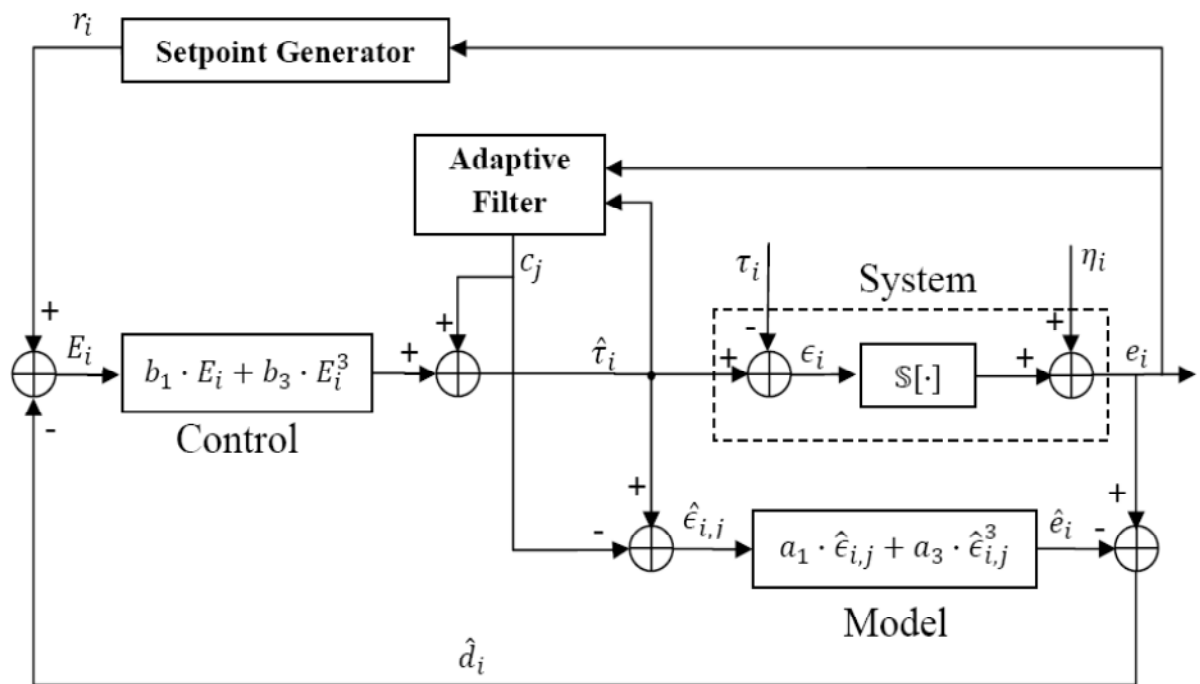 r_i
Setpoint Generator
Adaptive
Filter
c_j
τ_i
η_i
System
+
+
-
+
E_i
b_1 · E_i + b_3 · E_i^3
+
τ̂_i
+
ϵ_i
𝕊[·]
+
e_i
-
Control
+
+
-
ϵ̂_{i,j}
a_1 · ϵ̂_{i,j} + a_3 · ϵ̂_{i,j}^3
ê_i
-
Model
d̂_i